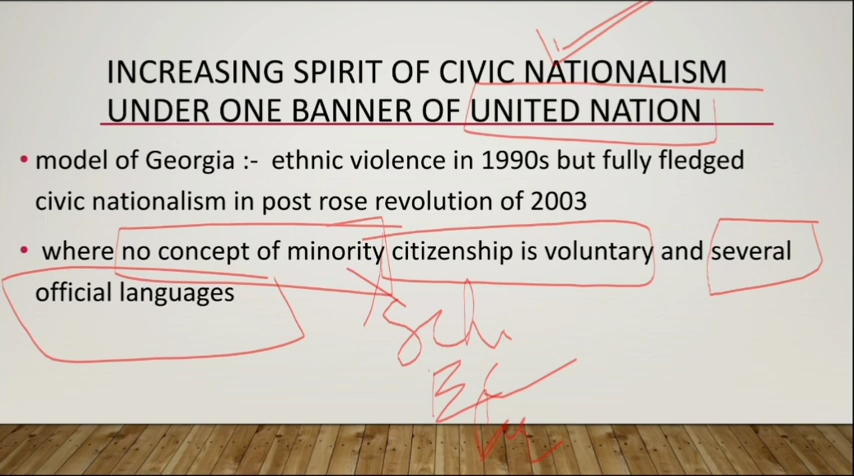 INCREASING SPIRIT OF CIVIC NATIONALISM
UNDER ONE BANNER OF UNITED NATION
• model of Georgia :- ethnic violence in 1990s but fully fledged
civic nationalism in post rose revolution of 2003
• where no concept of minority citizenship is voluntary and several
official languages